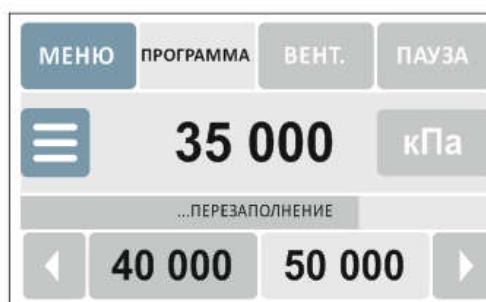 МЕНЮ ПРОГРАММА ВЕНТ. ПАУЗА
35 000 кПа
...ПЕРЕЗАПОЛНЕНИЕ
40 000 50 000